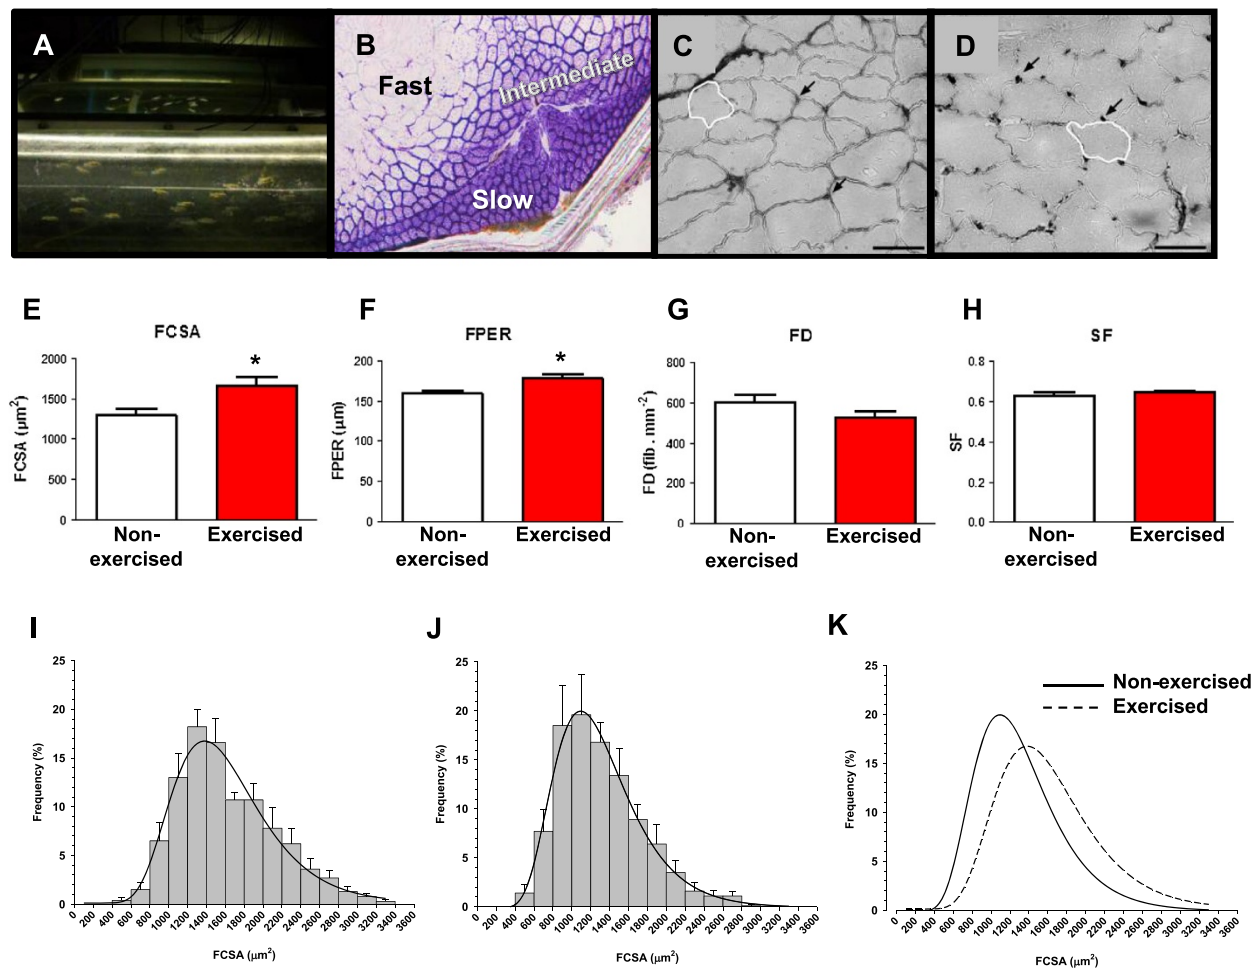 A
B
C
D
Fast
Intermediate
Slow
E
F
G
H
FCSA
FPER
FD
SF
FCSA (μm²)
2000
1500
1000
500
0
Non-exercised
Exercised
*
FPER (μm)
200
150
100
50
0
Non-exercised
Exercised
*
FD (fib . mm⁻²)
800
600
400
200
0
Non-exercised
Exercised
SF
0.8
0.6
0.4
0.2
0.0
Non-exercised
Exercised
I
J
K
Frequency (%)
25
20
15
10
5
0
0 200 400 600 800 1000 1200 1400 1600 1800 2000 2200 2400 2600 2800 3000 3200 3400 3600
FCSA (μm²)
Frequency (%)
25
20
15
10
5
0
0 200 400 600 800 1000 1200 1400 1600 1800 2000 2200 2400 2600 2800 3000 3200 3400 3600
FCSA (μm²)
Non-exercised
Exercised
Frequency (%)
25
20
15
10
5
0
0 200 400 600 800 1000 1200 1400 1600 1800 2000 2200 2400 2600 2800 3000 3200 3400 3600
FCSA (μm²)